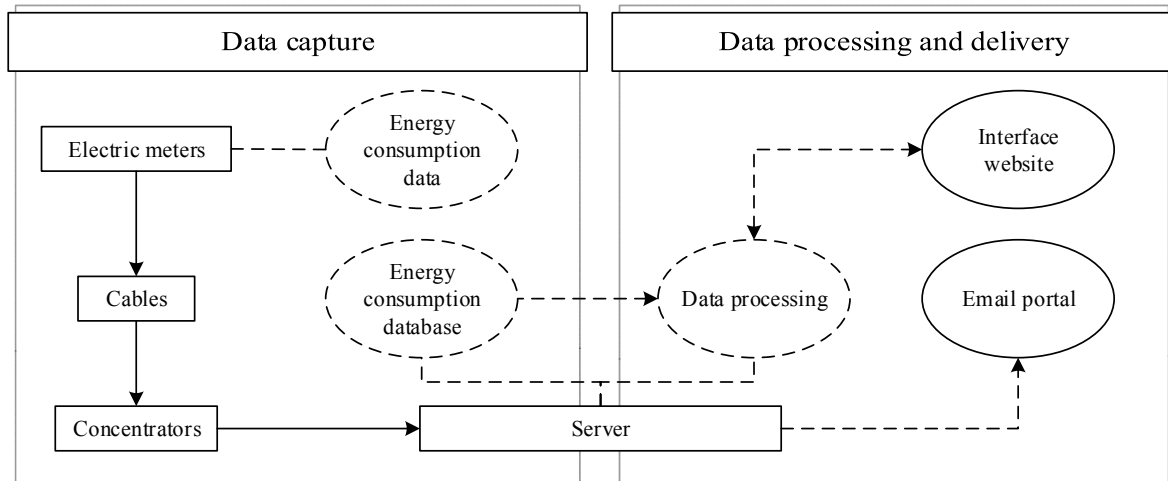 Data capture
Data processing and delivery
Electric meters
Energy
consumption
data
Interface
website
Cables
Energy
consumption
database
Data processing
Email portal
Concentrators
Server